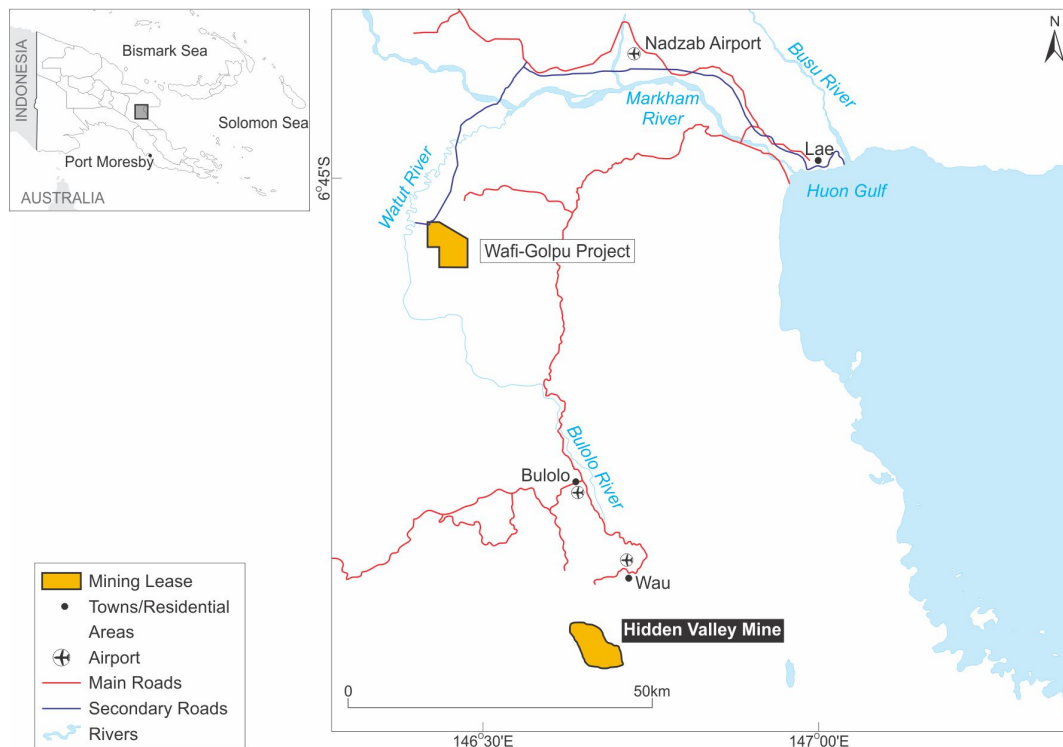 INDONESIA
Bismark Sea
Solomon Sea
Port Moresby
AUSTRALIA
N
Nadzab Airport
Busu River
Markham
River
Lae
6°45'S
Watut River
Huon Gulf
Wafi-Golpu Project
Bulolo River
Bulolo
Wau
Hidden Valley Mine
Mining Lease
Towns/Residential
Areas
Airport
Main Roads
Secondary Roads
Rivers
0
50km
146°30'E
147°00'E